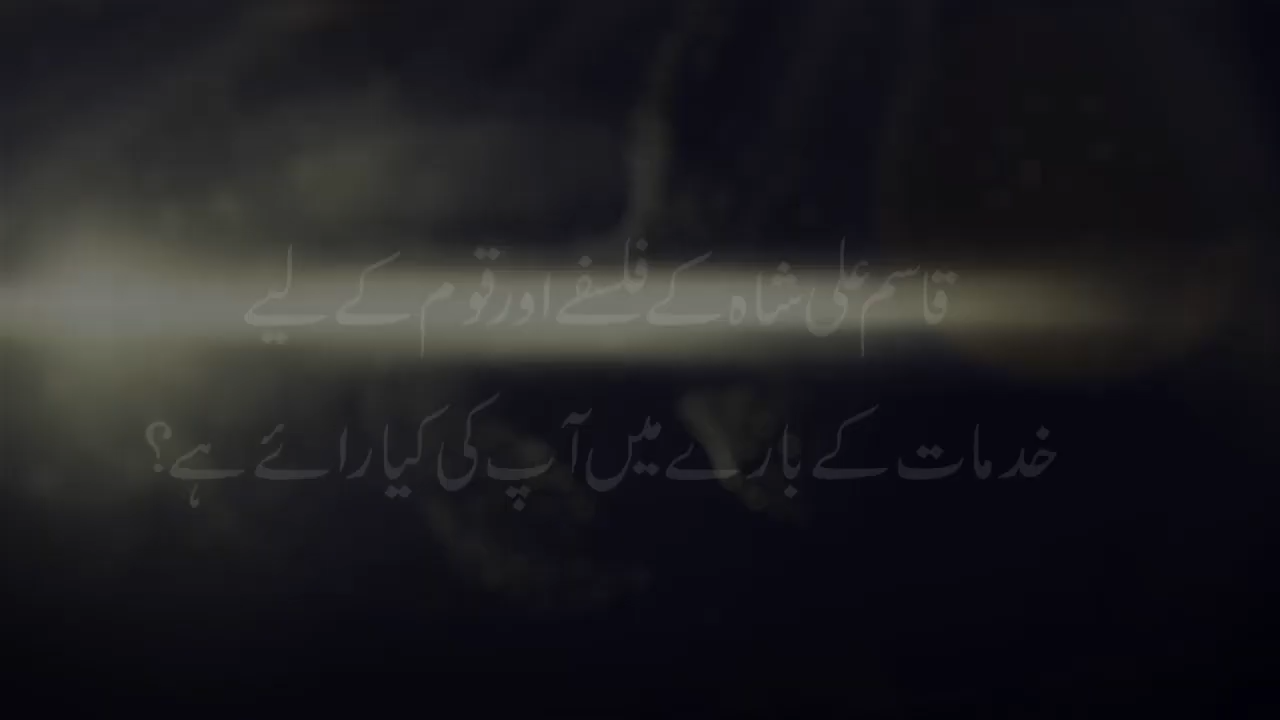 قاسم علی شاہ کے فلسفے اور قوم کے لیے
خدمات کے بارے میں آپ کی کیا رائے ہے؟